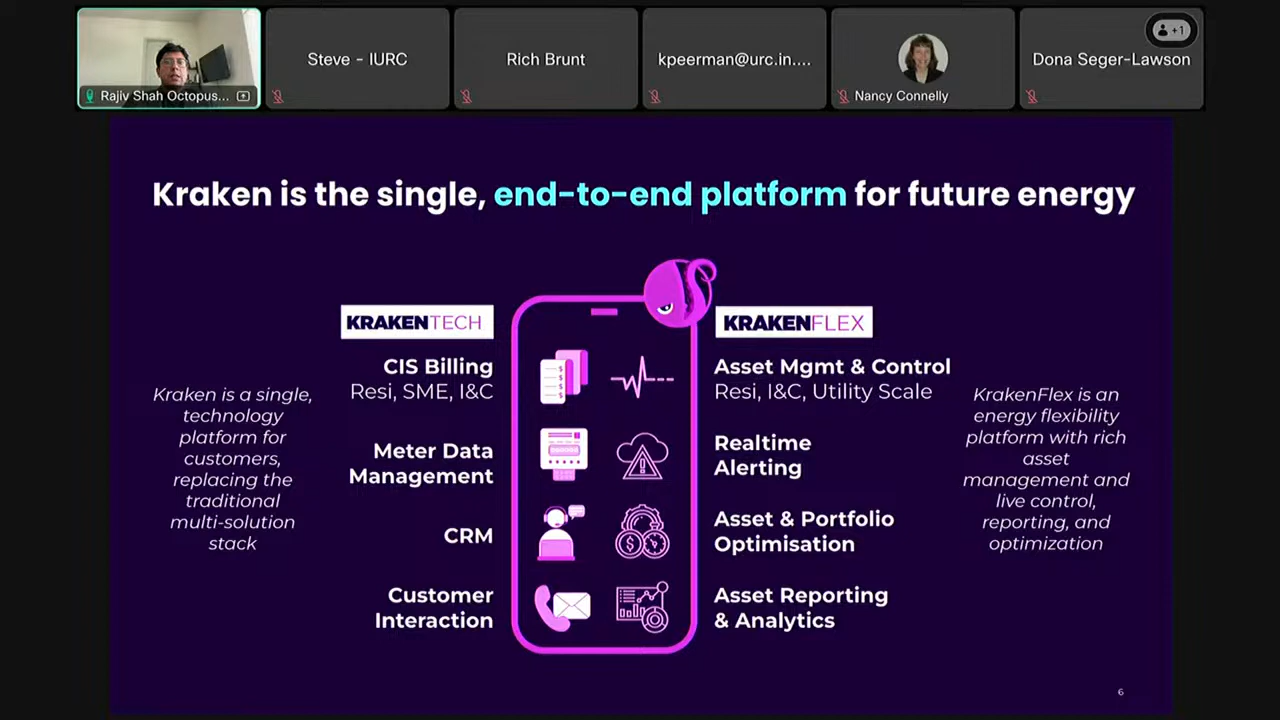 Rajiv Shah Octopus...
Steve - IURC
Rich Brunt
kpeerman@urc.in....
Nancy Connelly
+1
Dona Seger-Lawson
Kraken is the single, end-to-end platform for future energy
KRAKENTECH
CIS Billing
Resi, SME, I&C
Meter Data
Management
CRM
Customer
Interaction
Kraken is a single,
technology
platform for
customers,
replacing the
traditional
multi-solution
stack
KRAKENFLEX
Asset Mgmt & Control
Resi, I&C, Utility Scale
Realtime
Alerting
Asset & Portfolio
Optimisation
Asset Reporting
& Analytics
KrakenFlex is an
energy flexibility
platform with rich
asset
management and
live control,
reporting, and
optimization
6